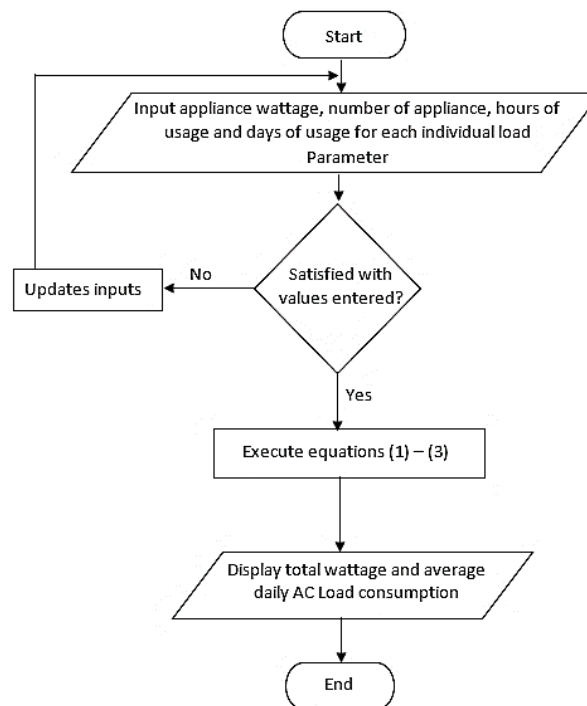 Start
Input appliance wattage, number of appliance, hours of
usage and days of usage for each individual load
Parameter
Satisfied with
values entered?
No
Updates inputs
Yes
Execute equations (1) – (3)
Display total wattage and average
daily AC Load consumption
End